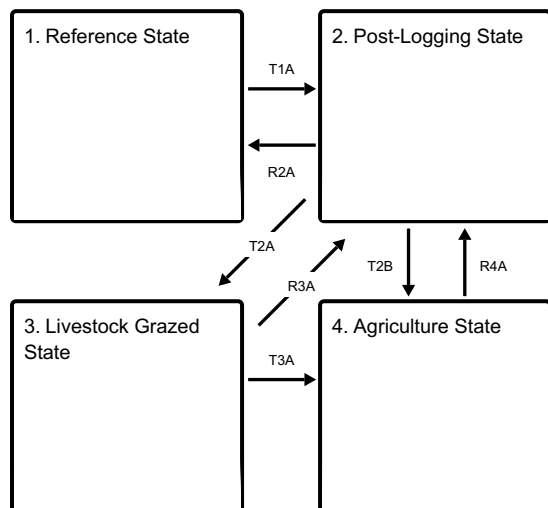 1. Reference State
2. Post-Logging State
T1A
R2A
T2A
R3A
T2B
R4A
3. Livestock Grazed
State
4. Agriculture State
T3A